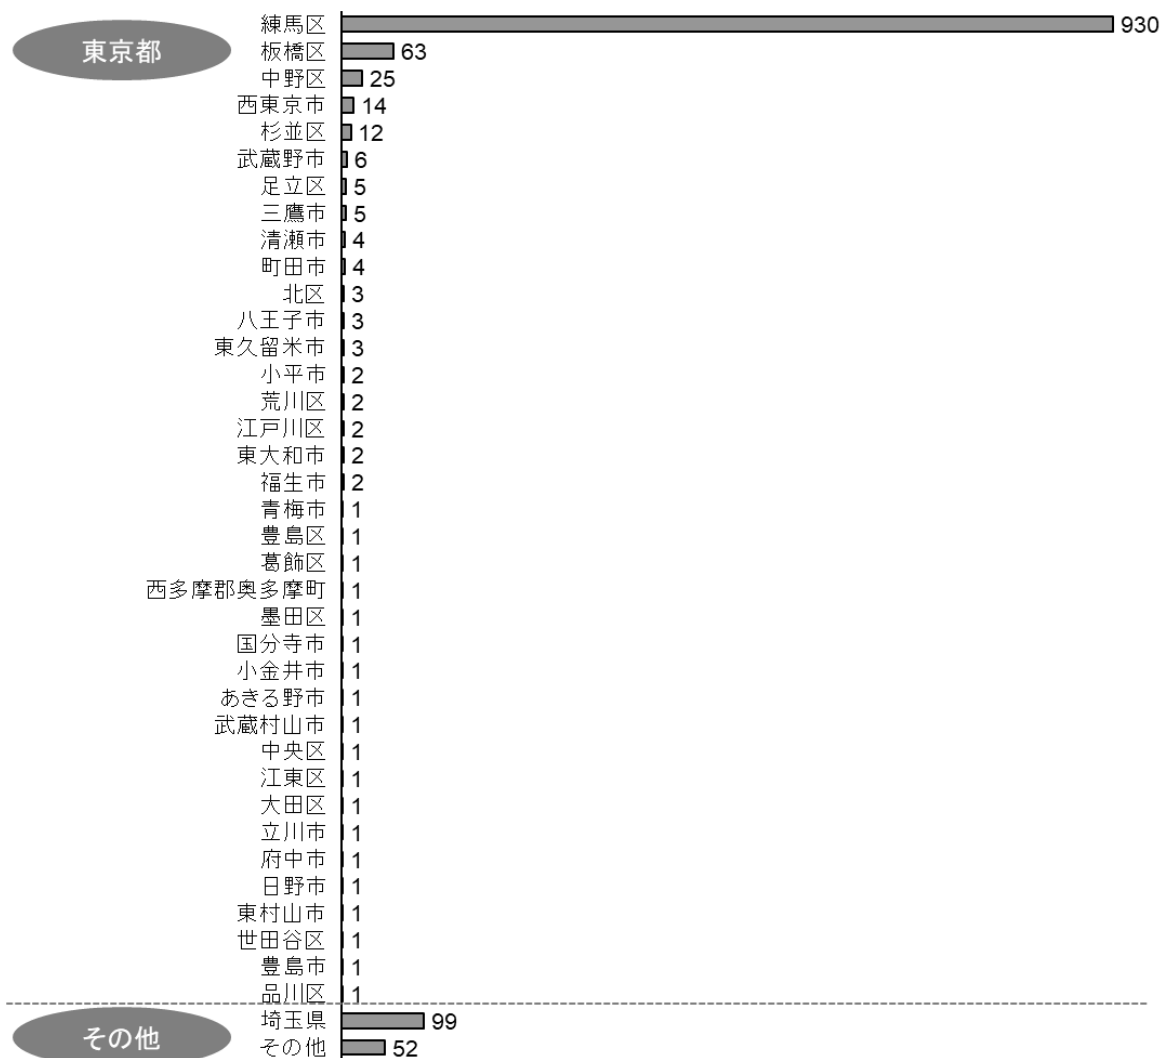 東京都
練馬区 930
板橋区 63
中野区 25
西東京市 14
杉並区 12
武蔵野市 6
足立区 5
三鷹市 5
清瀬市 4
町田市 4
北区 3
八王子市 3
東久留米市 3
小平市 2
荒川区 2
江戸川区 2
東大和市 2
福生市 2
青梅市 1
豊島区 1
葛飾区 1
西多摩郡奥多摩町 1
墨田区 1
国分寺市 1
小金井市 1
あきる野市 1
武蔵村山市 1
中央区 1
江東区 1
大田区 1
立川市 1
府中市 1
日野市 1
東村山市 1
世田谷区 1
豊島市 1
品川区 1
その他
埼玉県 99
その他 52